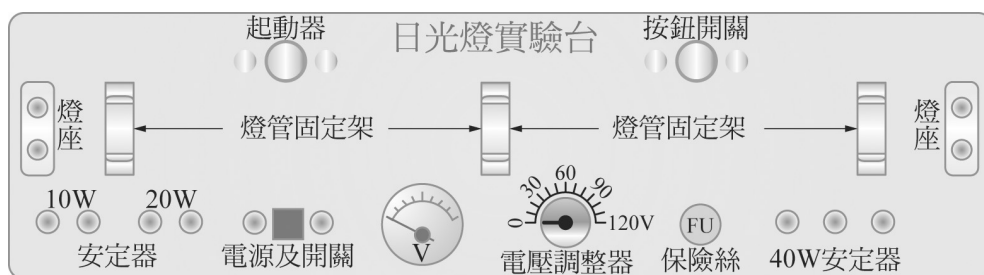 起動器
日光燈實驗台
按鈕開關
燈座
燈管固定架
燈管固定架
燈座
10W
20W
安定器
電源及開關
V
0
30
60
90
120V
電壓調整器
FU
保險絲
40W安定器